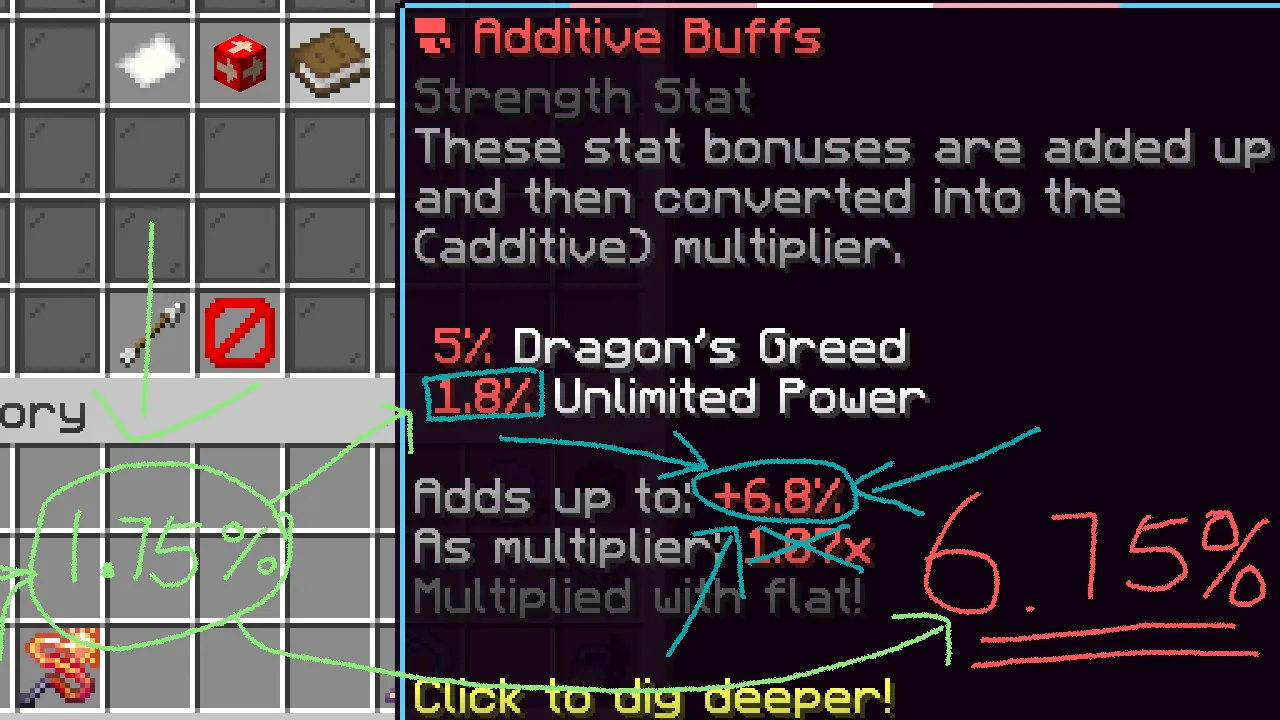 Additive Buffs
Strength Stat
These stat bonuses are added up
and then converted into the
(additive) multiplier.
5% Dragon's Greed
1.8% Unlimited Power
ory
Adds up to: +6.8%
As multiplier: 1.07x
Multiplied with flat!
1.75%
6.75%
Click to dig deeper!